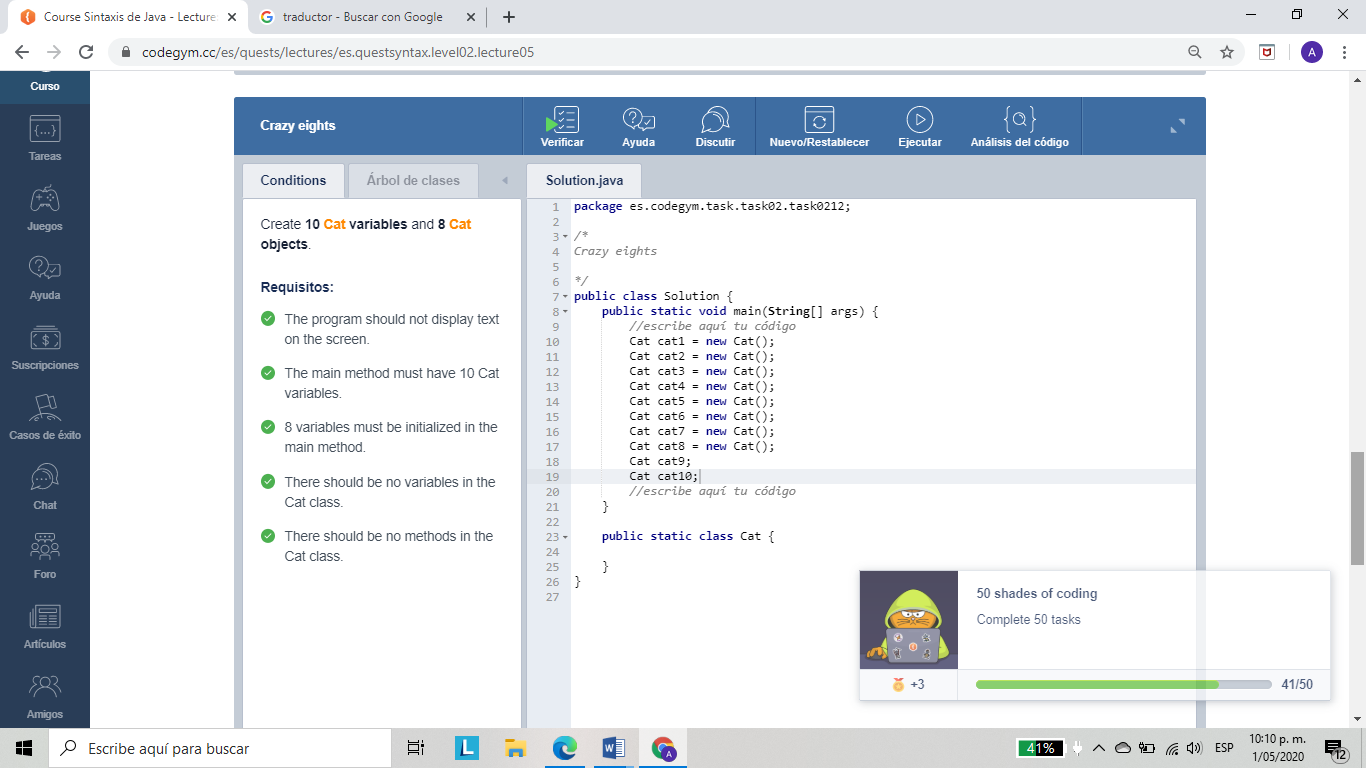 Course Sintaxis de Java - Lecture:
traductor - Buscar con Google
codegym.cc/es/quests/lectures/es.questsyntax.level02.lecture05
A
Curso
Tareas
Juegos
Ayuda
Suscripciones
Casos de éxito
Chat
Foro
Artículos
Amigos
Crazy eights
Verificar
Ayuda
Discutir
Nuevo/Restablecer
Ejecutar
Análisis del código
Conditions
Árbol de clases
Solution.java
Create 10 Cat variables and 8 Cat
objects.
Requisitos:
The program should not display text
on the screen.
The main method must have 10 Cat
variables.
8 variables must be initialized in the
main method.
There should be no variables in the
Cat class.
There should be no methods in the
Cat class.
1 package es.codegym.task.task02.task0212;
2
3 /*
4 Crazy eights
5
6 */
7 public class Solution {
8 public static void main(String[] args) {
9 //escribe aquí tu código
10 Cat cat1 = new Cat();
11 Cat cat2 = new Cat();
12 Cat cat3 = new Cat();
13 Cat cat4 = new Cat();
14 Cat cat5 = new Cat();
15 Cat cat6 = new Cat();
16 Cat cat7 = new Cat();
17 Cat cat8 = new Cat();
18 Cat cat9;
19 Cat cat10;
20 //escribe aquí tu código
21 }
22
23 public static class Cat {
24
25 }
26 }
27
50 shades of coding
Complete 50 tasks
+3
41/50
Escribe aquí para buscar
L
W
A
41%
ESP
10:10 p. m.
1/05/2020
12